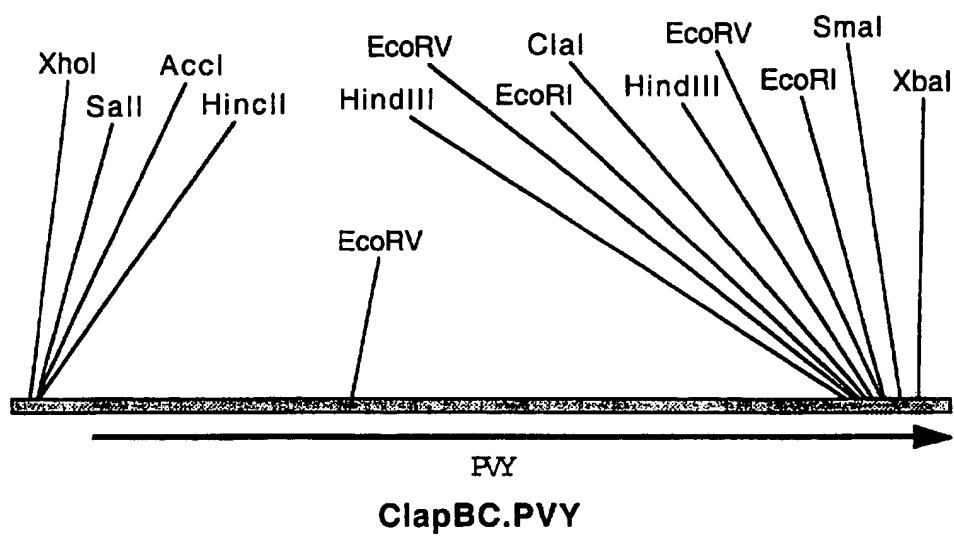 XhoI
SalI
AccI
HincII
EcoRV
HindIII
EcoRV
EcoRI
ClaI
HindIII
EcoRV
EcoRI
SmaI
XbaI
PVY
ClapBC.PVY